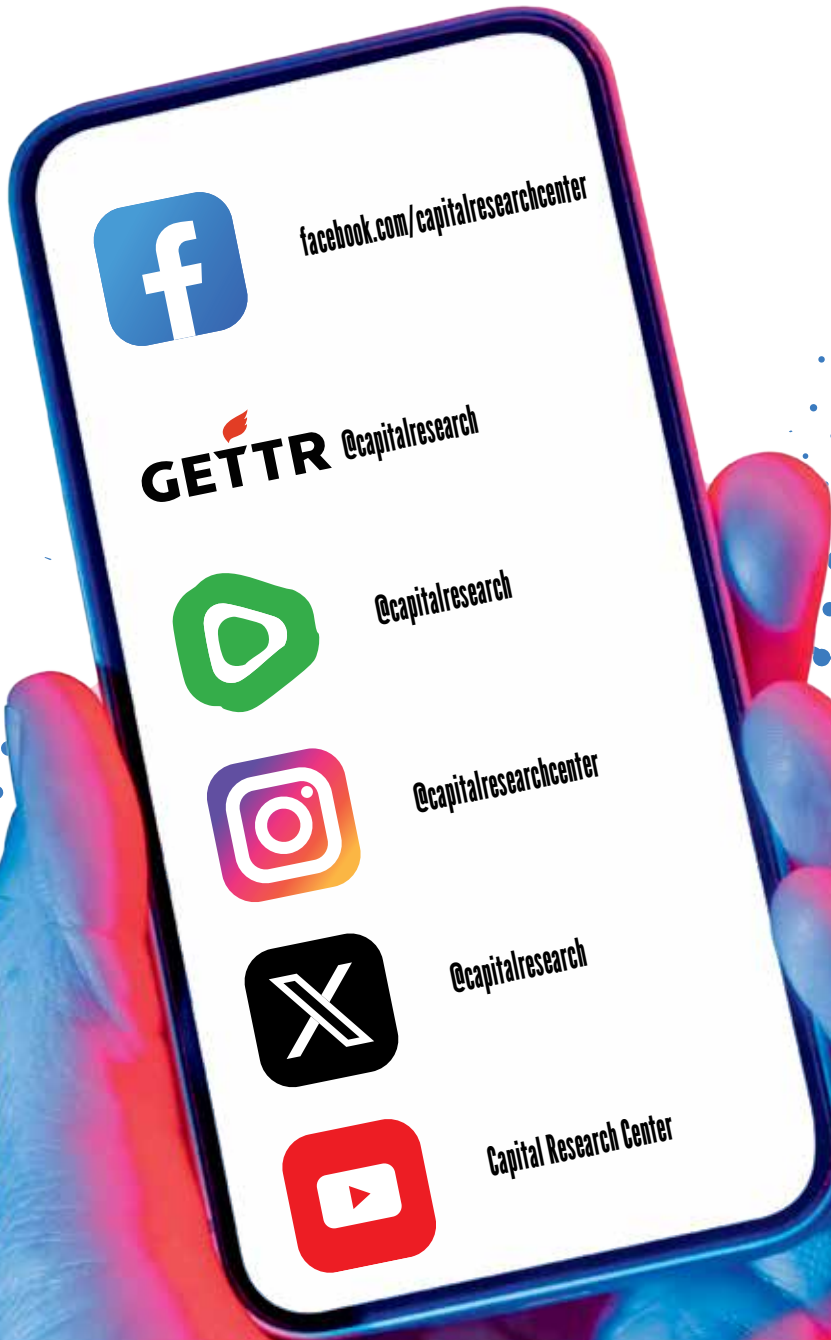 facebook.com/capitalresearchcenter
GETTR @capitalresearch
@capitalresearch
@capitalresearchcenter
@capitalresearch
Capital Research Center